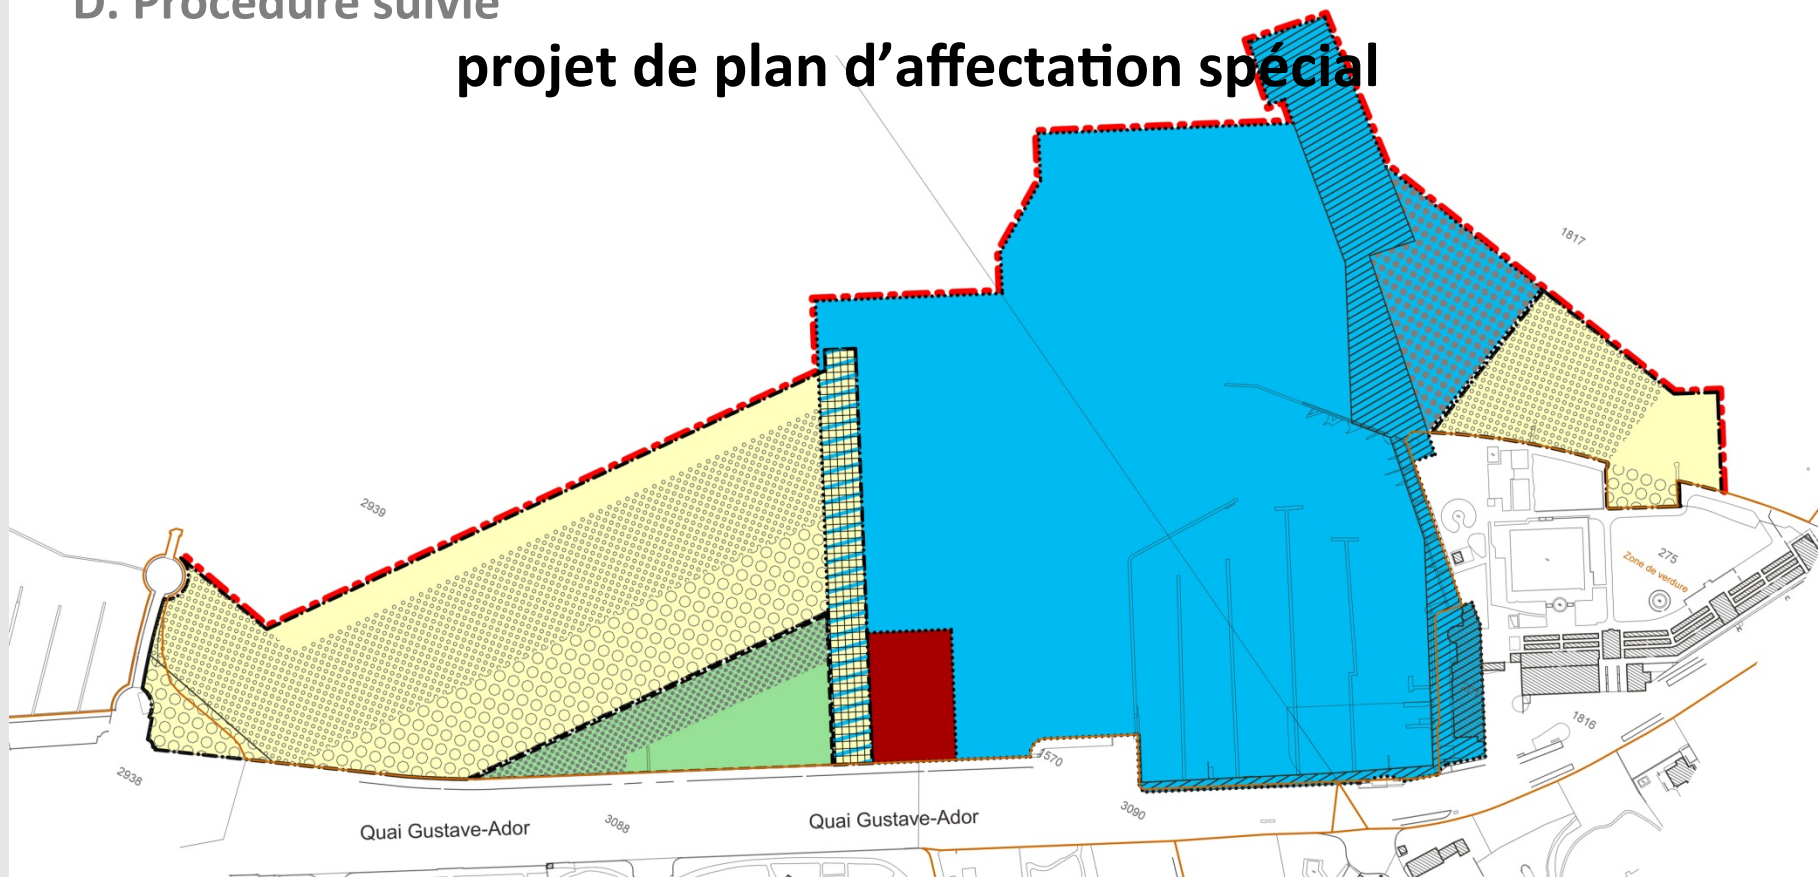 D. Procédure suivie
projet de plan d'affectation spécial
1817
2939
275
Zone de verdure
1816
1570
2938
3090
Quai Gustave-Ador
3088
Quai Gustave-Ador